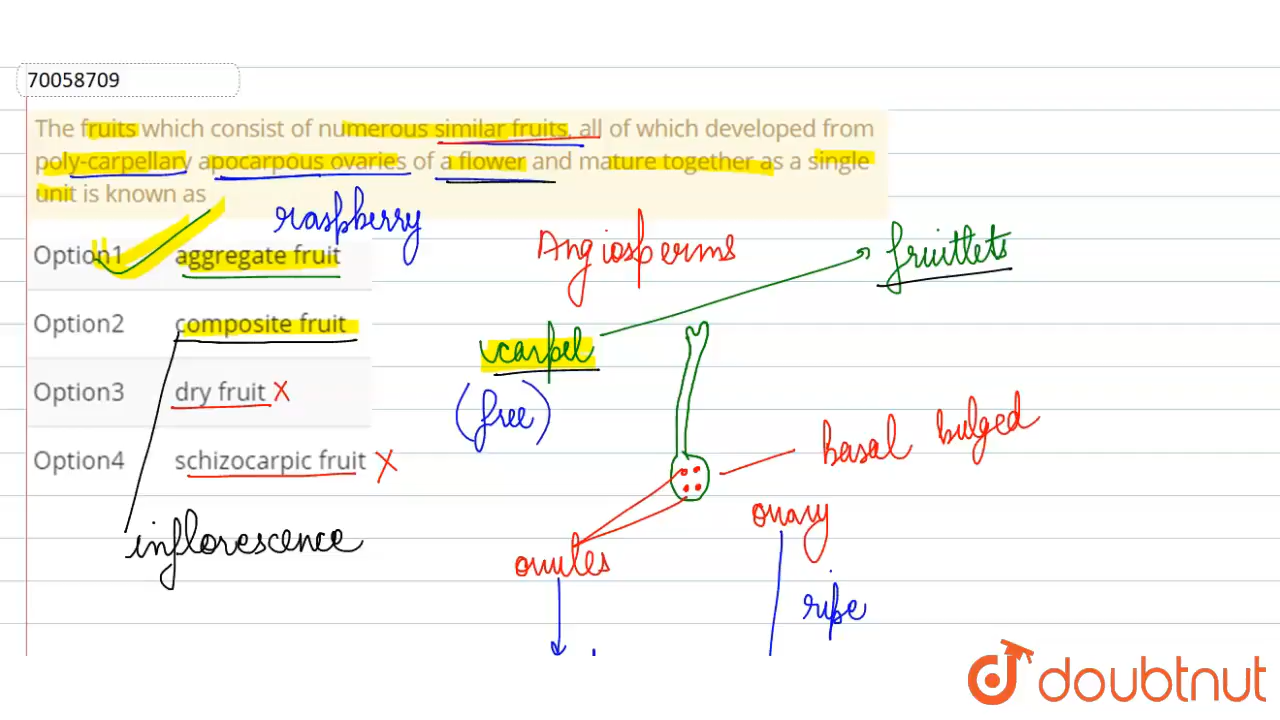 70058709
The fruits which consist of numerous similar fruits, all of which developed from
poly-carpellary apocarpous ovaries of a flower and mature together as a single
unit is known as
raspberry
Option1 aggregate fruit
Angiosperms
fruitlets
Option2 composite fruit
carpel
Option3 dry fruit X
(free)
basal bulged
Option4 schizocarpic fruit X
ovary
inflorescence
ovules
ripe
doubtnut